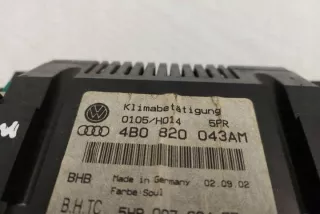 Klimabetätigung
0105/H014 SPR
4B0 820 043AM
BHB Made in Germany 02.09.02
Farbe-Soul
B.H.TC